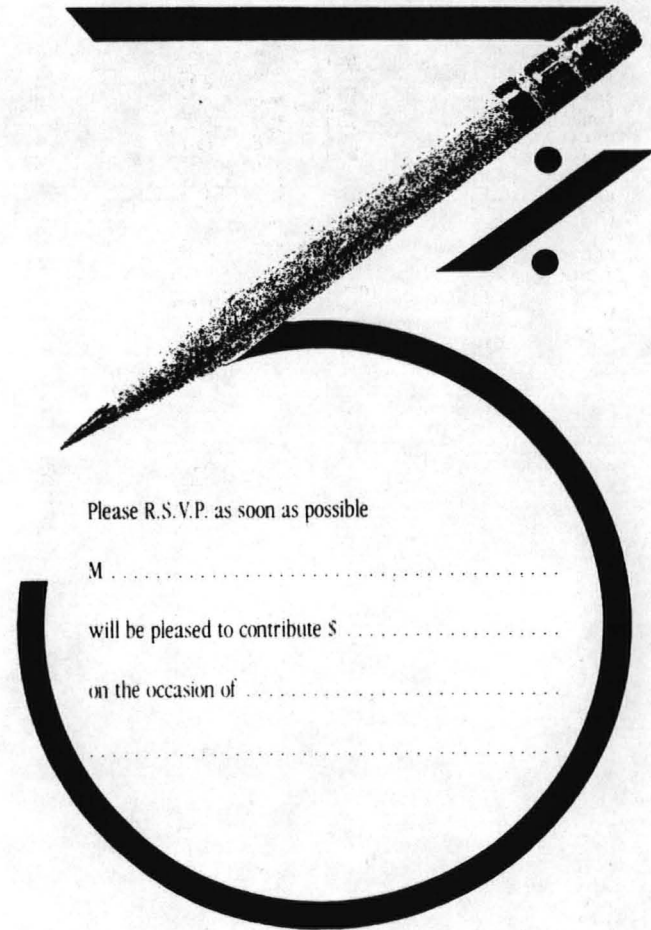 Please R.S.V.P. as soon as possible
M ........................................
will be pleased to contribute $ ....................
on the occasion of .............................
............................................